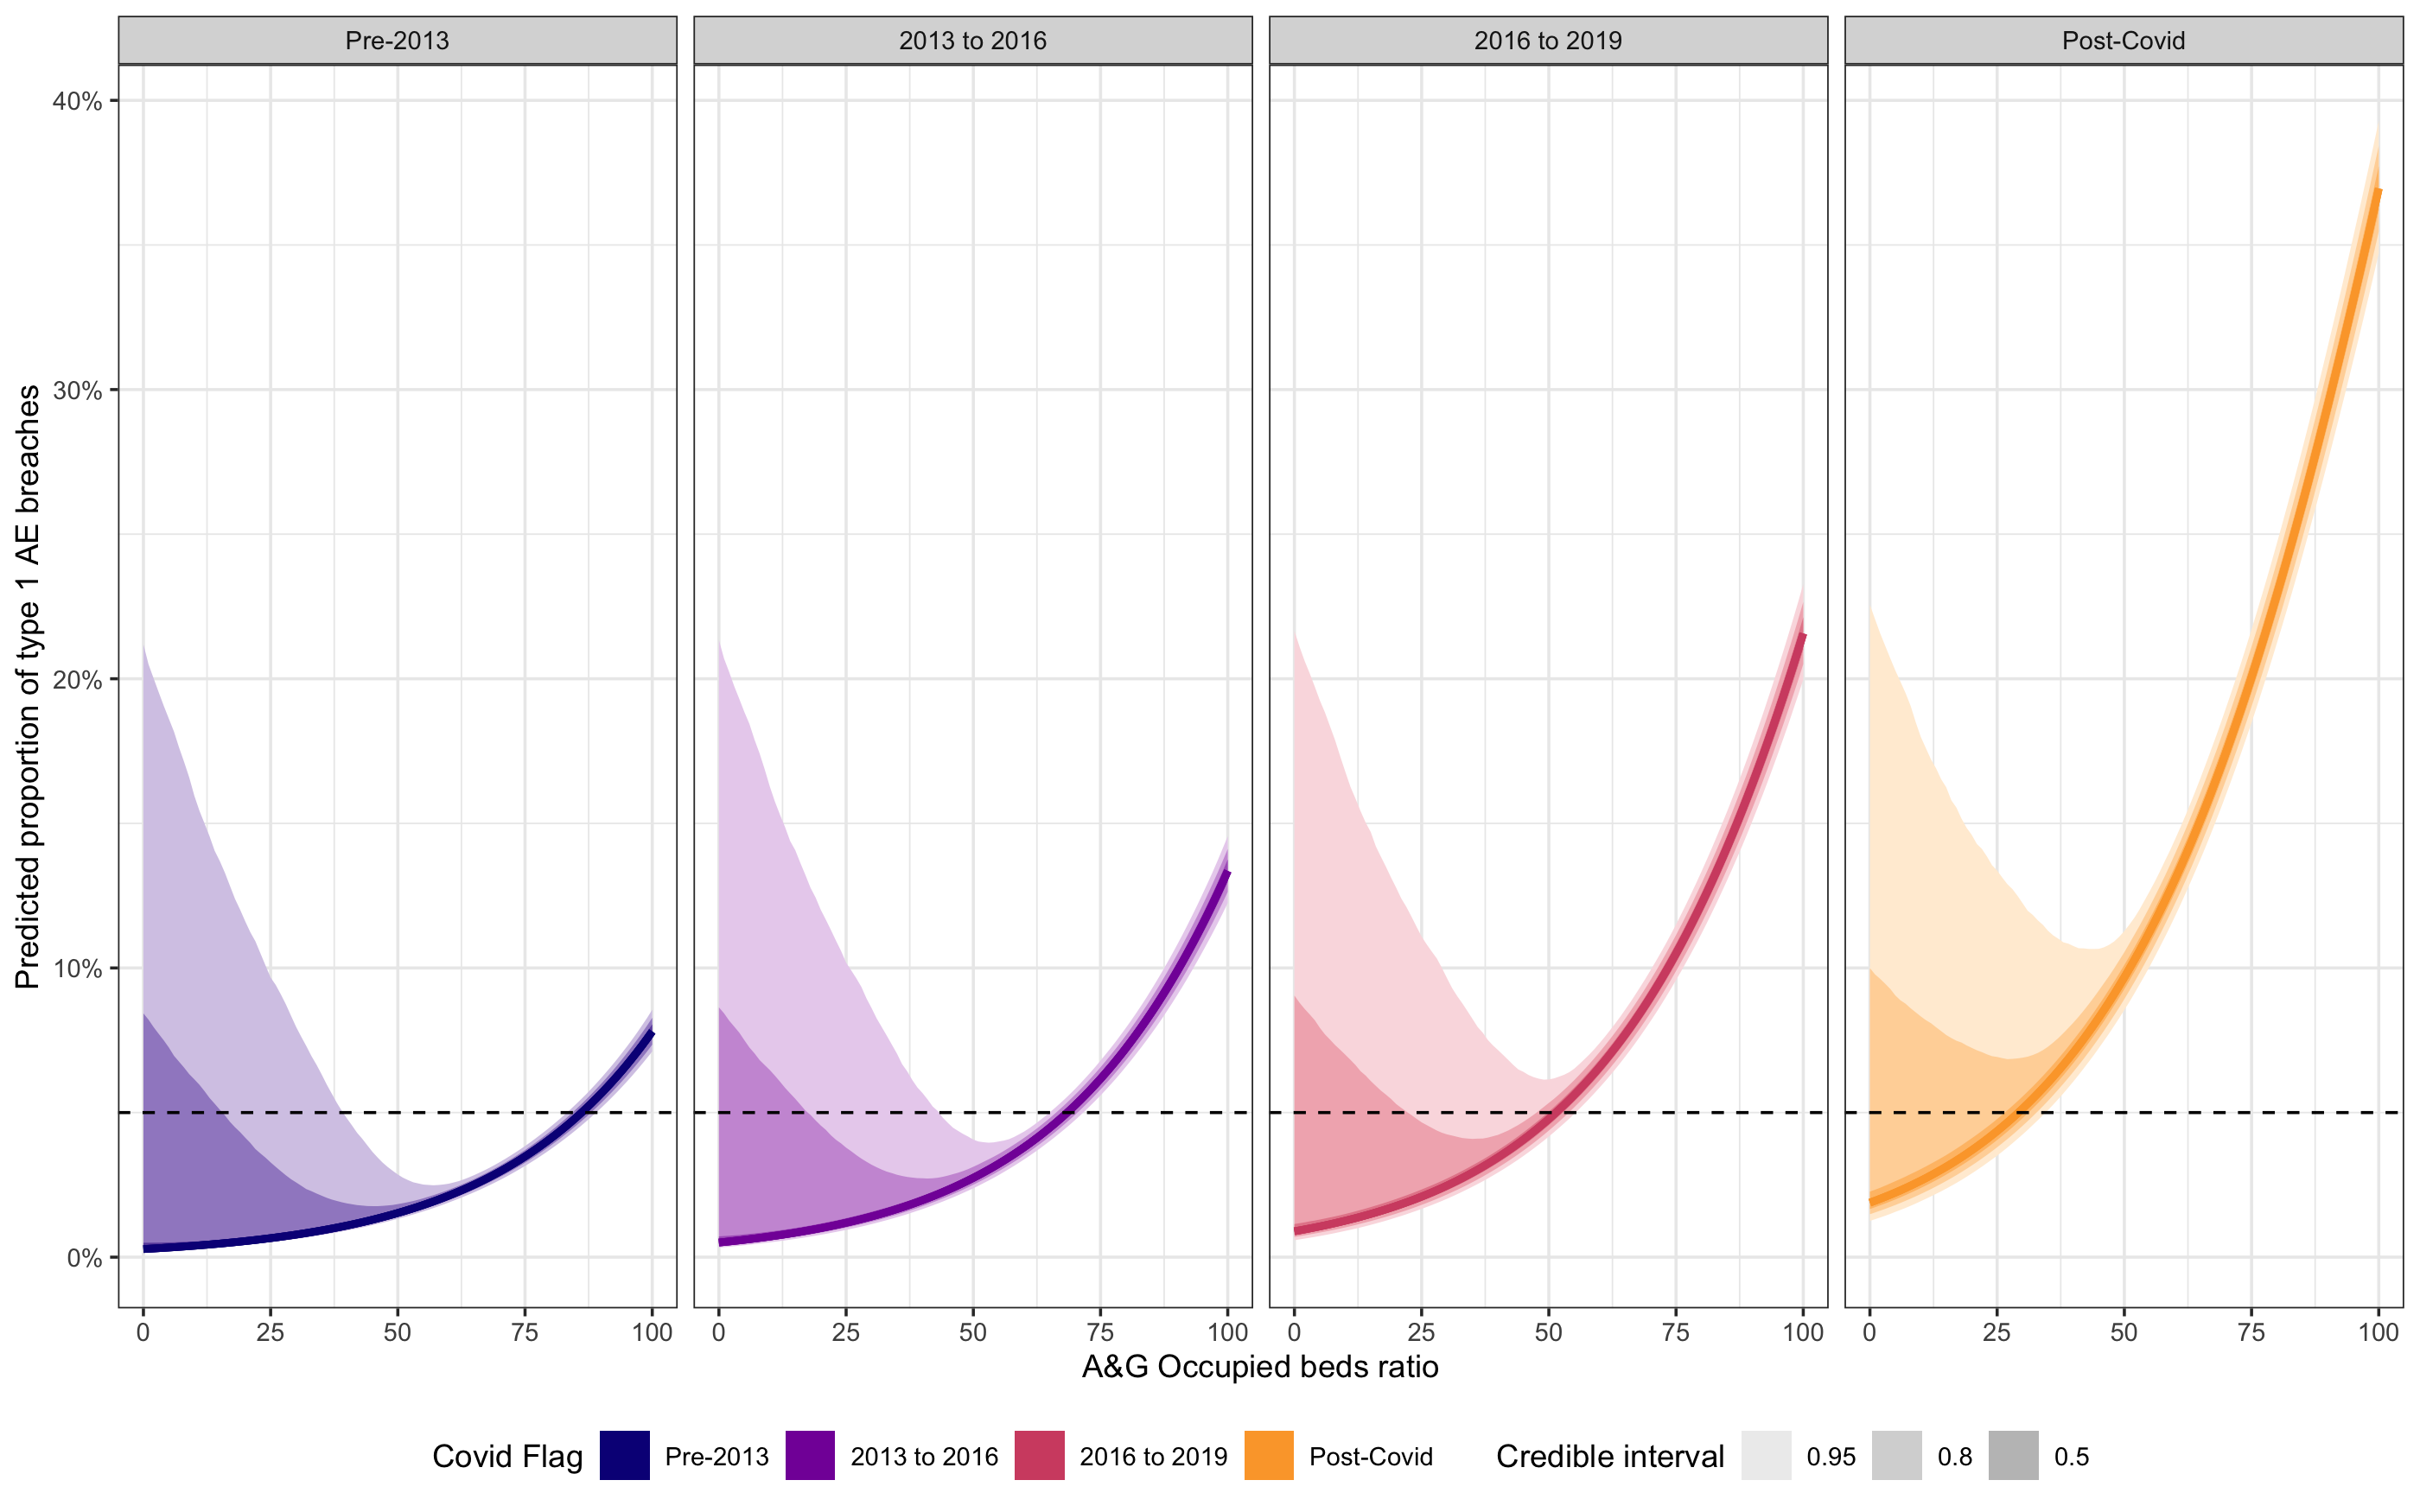 Pre-2013 2013 to 2016 2016 to 2019 Post-Covid
Predicted proportion of type 1 AE breaches
40%
30%
20%
10%
0%
0 25 50 75 100 0 25 50 75 100 0 25 50 75 100 0 25 50 75 100
A&G Occupied beds ratio
Covid Flag Pre-2013 2013 to 2016 2016 to 2019 Post-Covid Credible interval 0.95 0.8 0.5